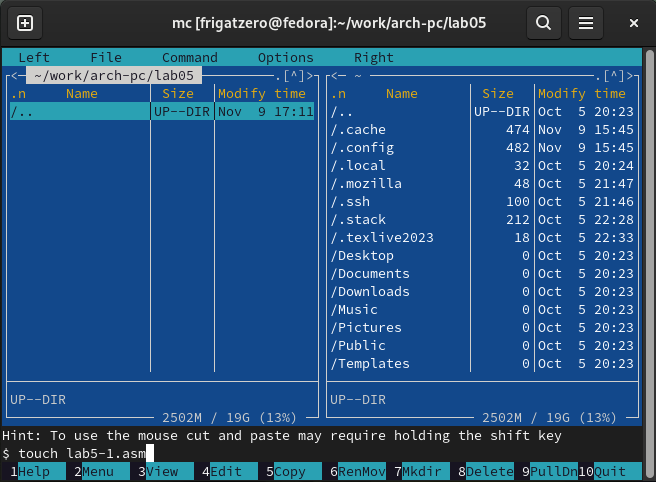 mc [frigatzero@fedora]:~/work/arch-pc/lab05
Left File Command Options Right
<— ~/work/arch-pc/lab05 .[^]> <— ~ .[^]>
.n Name Size Modify time .n Name Size Modify time
/.. UP--DIR Nov 9 17:11 /.. UP--DIR Oct 5 20:23
/.cache 474 Nov 9 15:45
/.config 482 Nov 9 15:45
/.local 32 Oct 5 20:24
/.mozilla 48 Oct 5 21:47
/.ssh 100 Oct 5 21:46
/.stack 212 Oct 5 22:28
/.texlive2023 18 Oct 5 22:33
/Desktop 0 Oct 5 20:23
/Documents 0 Oct 5 20:23
/Downloads 0 Oct 5 20:23
/Music 0 Oct 5 20:23
/Pictures 0 Oct 5 20:23
/Public 0 Oct 5 20:23
/Templates 0 Oct 5 20:23
UP--DIR UP--DIR
2502M / 19G (13%) 2502M / 19G (13%)
Hint: To use the mouse cut and paste may require holding the shift key
$ touch lab5-1.asm
1Help 2Menu 3View 4Edit 5Copy 6RenMov 7Mkdir 8Delete 9PullDn 10Quit